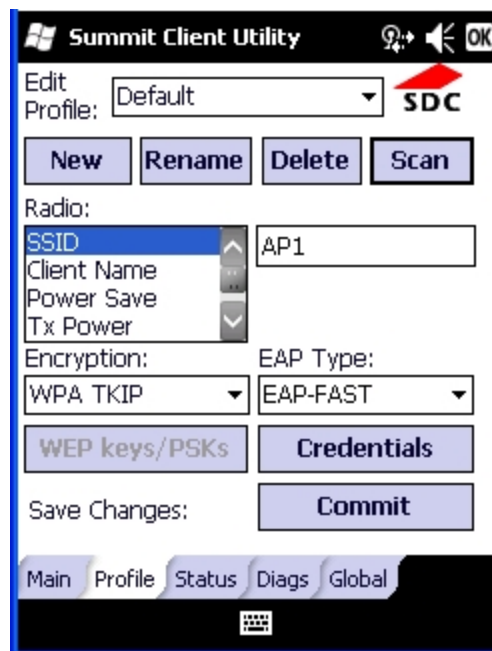 Summit Client Utility OK
Edit
Profile: Default
SDC
New Rename Delete Scan
Radio:
SSID AP1
Client Name
Power Save
Tx Power
Encryption: EAP Type:
WPA TKIP EAP-FAST
WEP keys/PSKs Credentials
Save Changes: Commit
Main Profile Status Diags Global